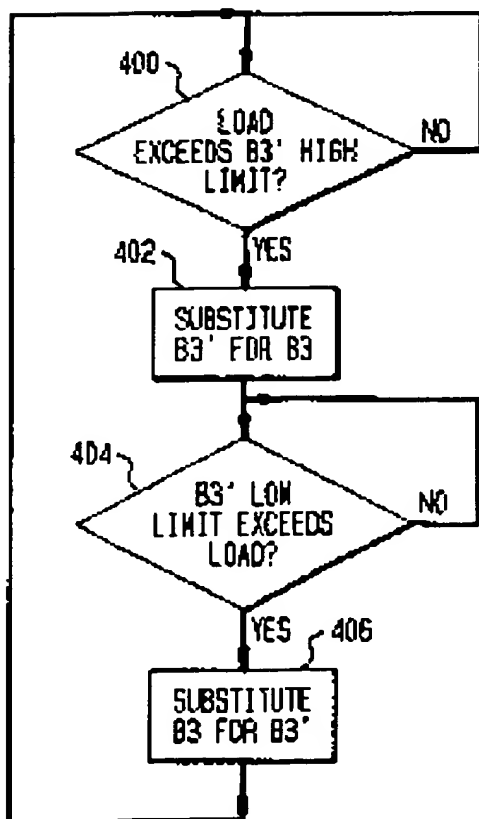 400
LOAD
EXCEEDS B3' HIGH
LIMIT?
NO
YES
402
SUBSTITUTE
B3' FOR B3
404
B3' LOW
LIMIT EXCEEDS
LOAD?
NO
YES
406
SUBSTITUTE
B3 FOR B3'